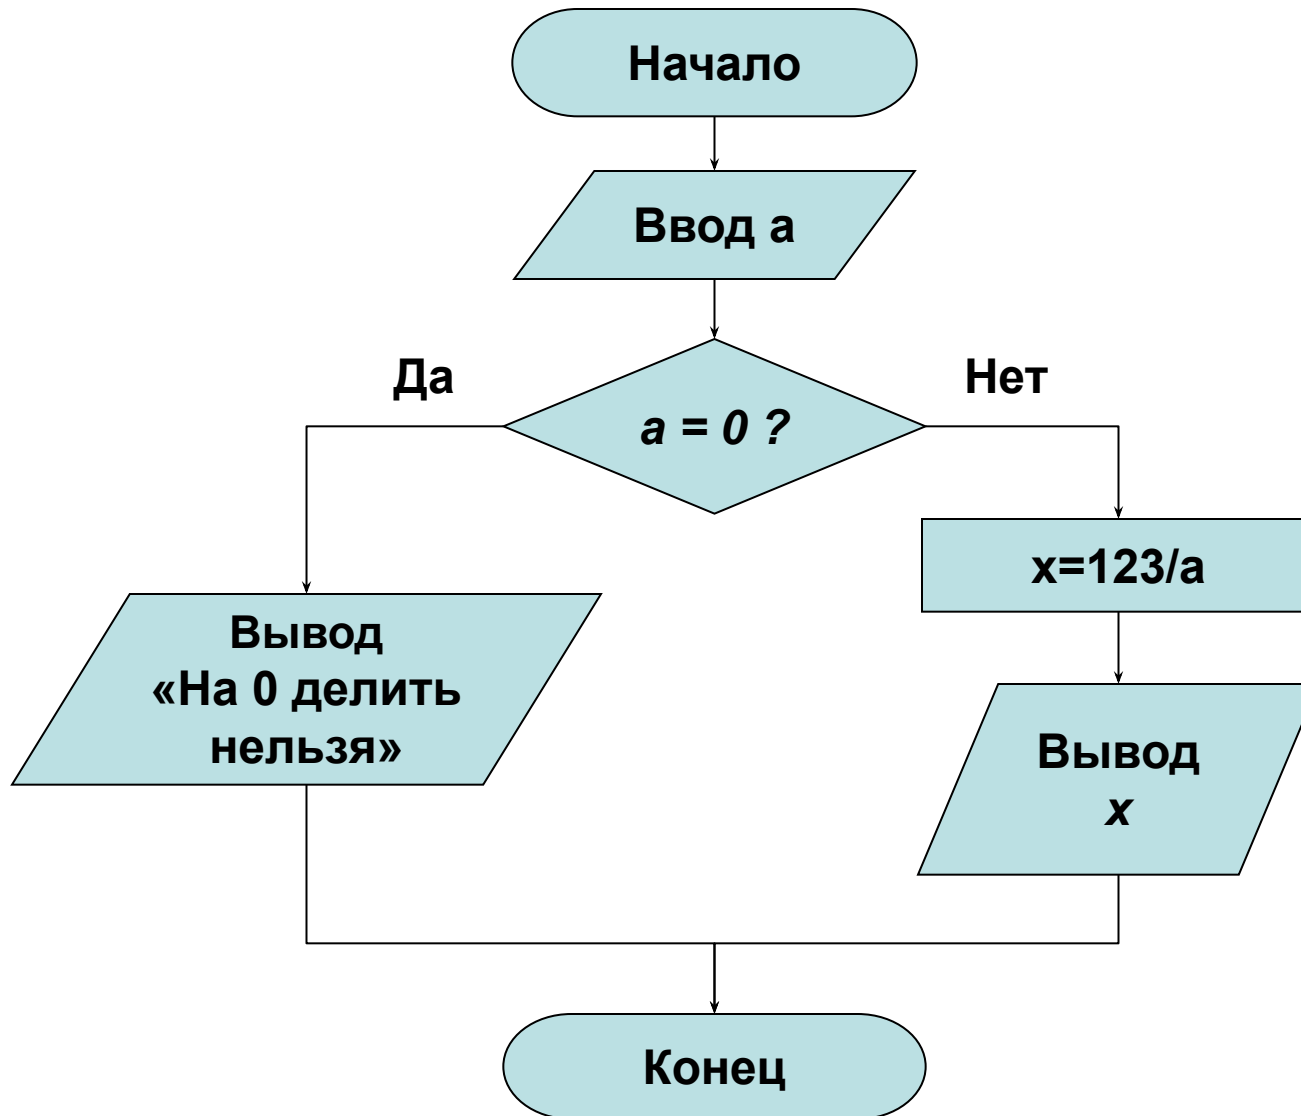 Начало
Ввод a
Да
Нет
a = 0 ?
x=123/a
Вывод
«На 0 делить
нельзя»
Вывод
x
Конец